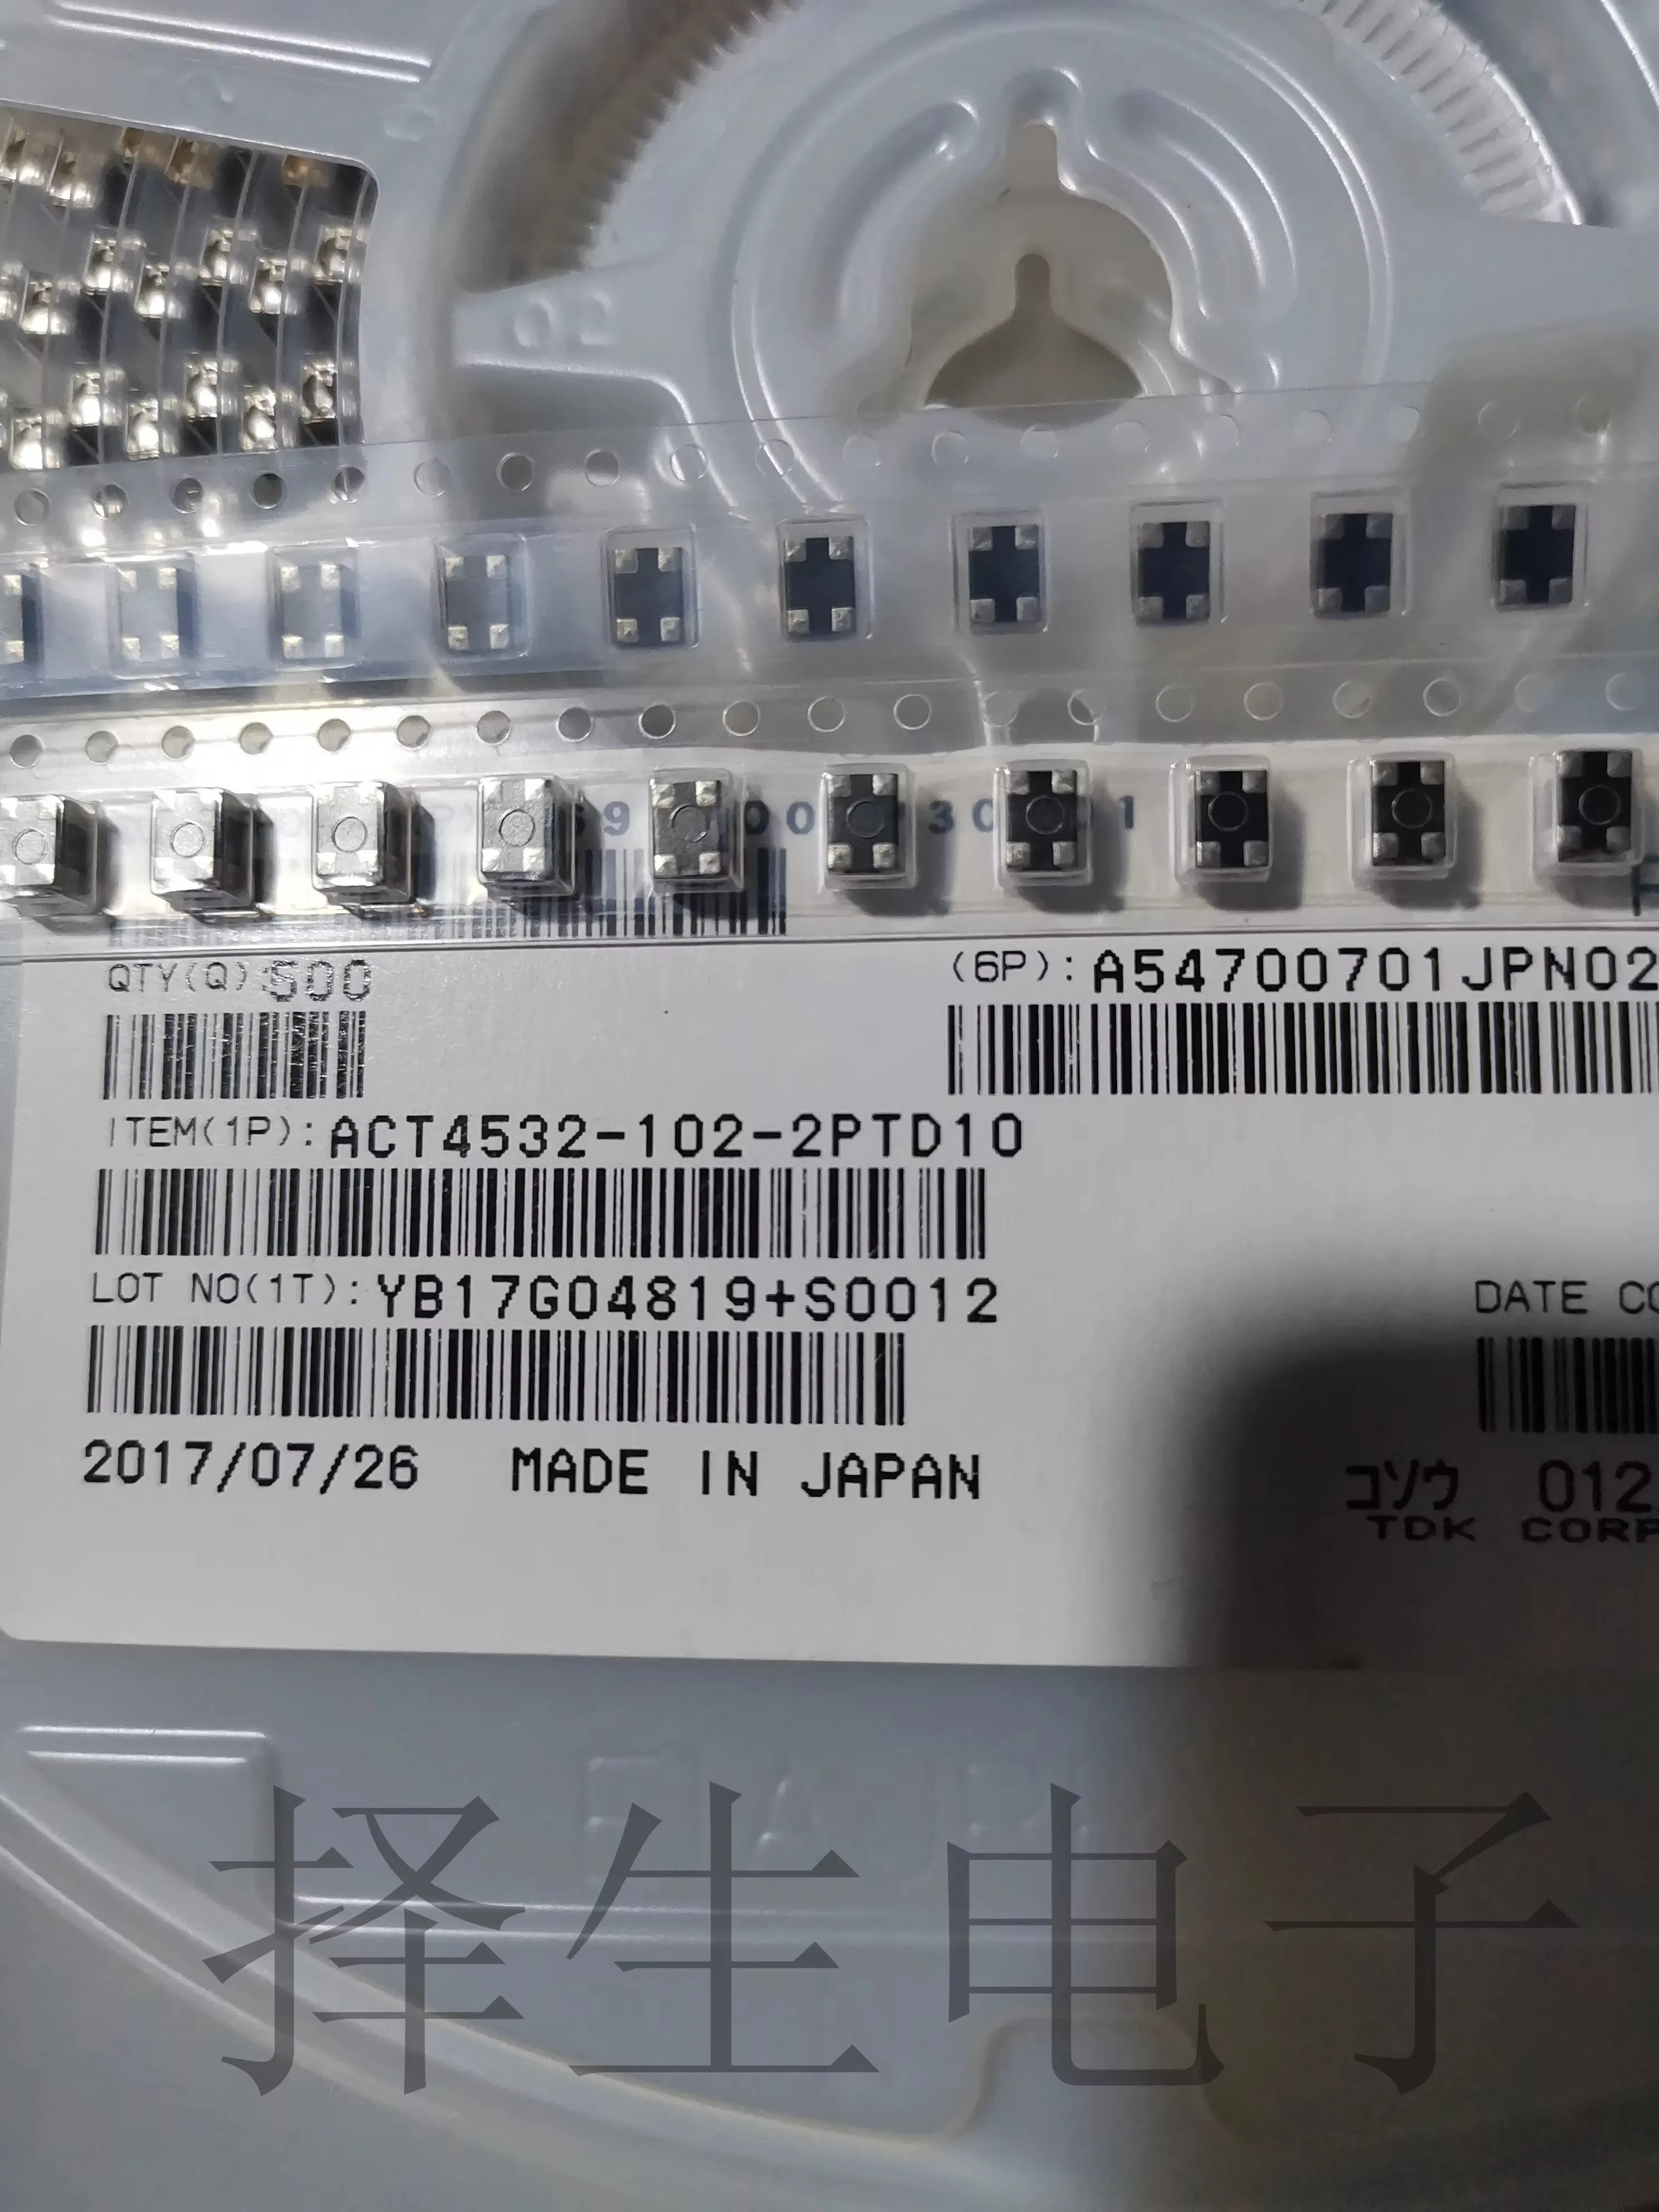 02
QTY(Q):500
(6P):A54700701JPN02
ITEM(1P):ACT4532-102-2PTD10
LOT NO(1T):YB17G04819+S0012
DATE
2017/07/26 MADE IN JAPAN
コソウ 012
TDK CORP
择生电子